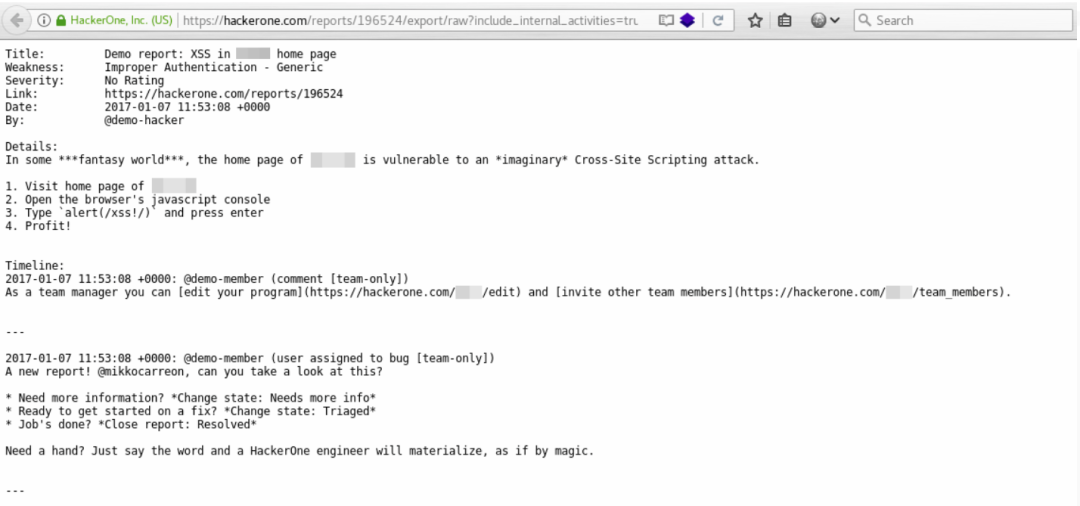 HackerOne, Inc. (US) https://hackerone.com/reports/196524/export/raw?include_internal_activities=tru Search
Title: Demo report: XSS in home page
Weakness: Improper Authentication - Generic
Severity: No Rating
Link: https://hackerone.com/reports/196524
Date: 2017-01-07 11:53:08 +0000
By: @demo-hacker
Details:
In some ***fantasy world***, the home page of is vulnerable to an *imaginary* Cross-Site Scripting attack.
1. Visit home page of
2. Open the browser's javascript console
3. Type `alert(/xss!/)` and press enter
4. Profit!
Timeline:
2017-01-07 11:53:08 +0000: @demo-member (comment [team-only])
As a team manager you can [edit your program](https://hackerone.com/ /edit) and [invite other team members](https://hackerone.com/ /team_members).
---
2017-01-07 11:53:08 +0000: @demo-member (user assigned to bug [team-only])
A new report! @mikkocarreon, can you take a look at this?
* Need more information? *Change state: Needs more info*
* Ready to get started on a fix? *Change state: Triaged*
* Job's done? *Close report: Resolved*
Need a hand? Just say the word and a HackerOne engineer will materialize, as if by magic.
---